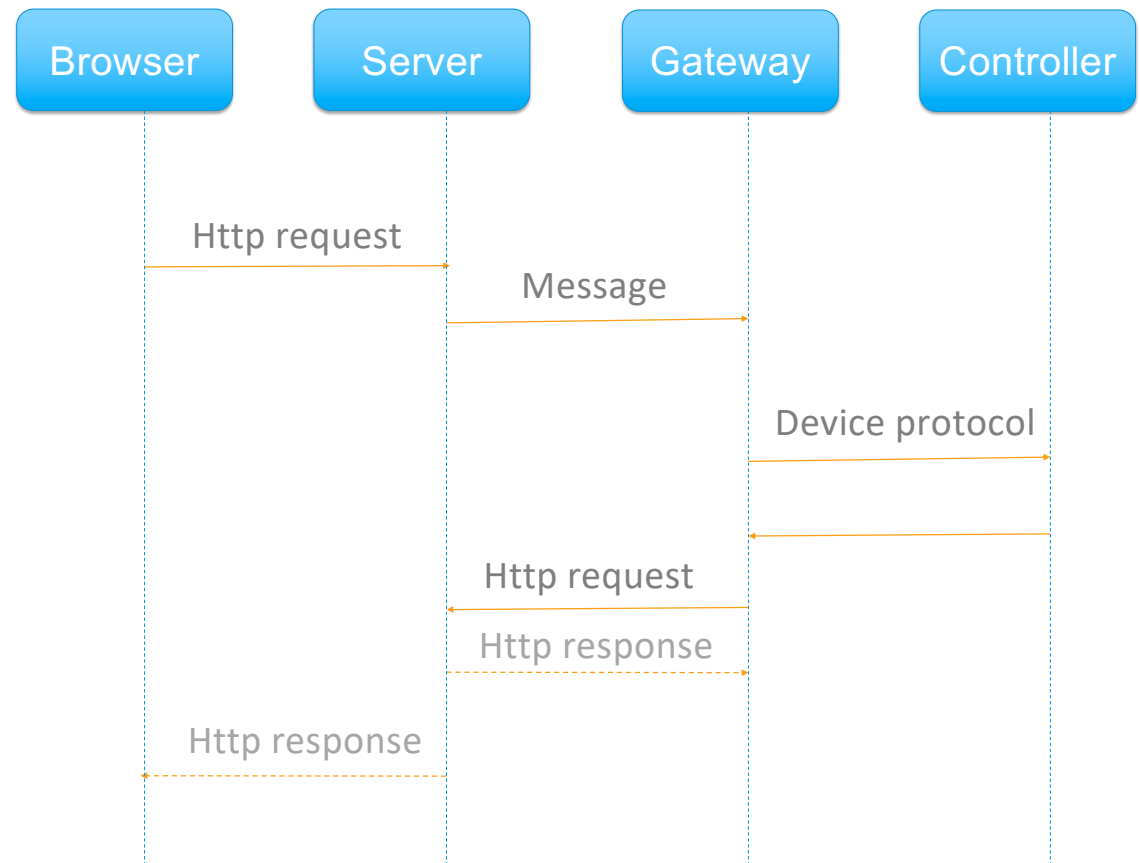 Browser
Server
Gateway
Controller
Http request
Message
Device protocol
Http request
Http response
Http response